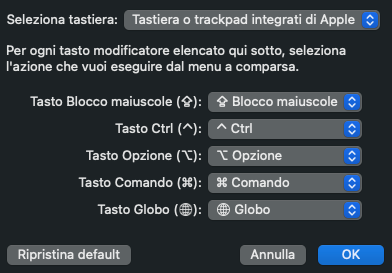 Seleziona tastiera: Tastiera o trackpad integrati di Apple
Per ogni tasto modificatore elencato qui sotto, seleziona
l'azione che vuoi eseguire dal menu a comparsa.
Tasto Blocco maiuscole (⇪): ⇪ Blocco maiuscole
Tasto Ctrl (^): ^ Ctrl
Tasto Opzione (⌥): ⌥ Opzione
Tasto Comando (⌘): ⌘ Comando
Tasto Globo (🌐): 🌐 Globo
Ripristina default Annulla OK